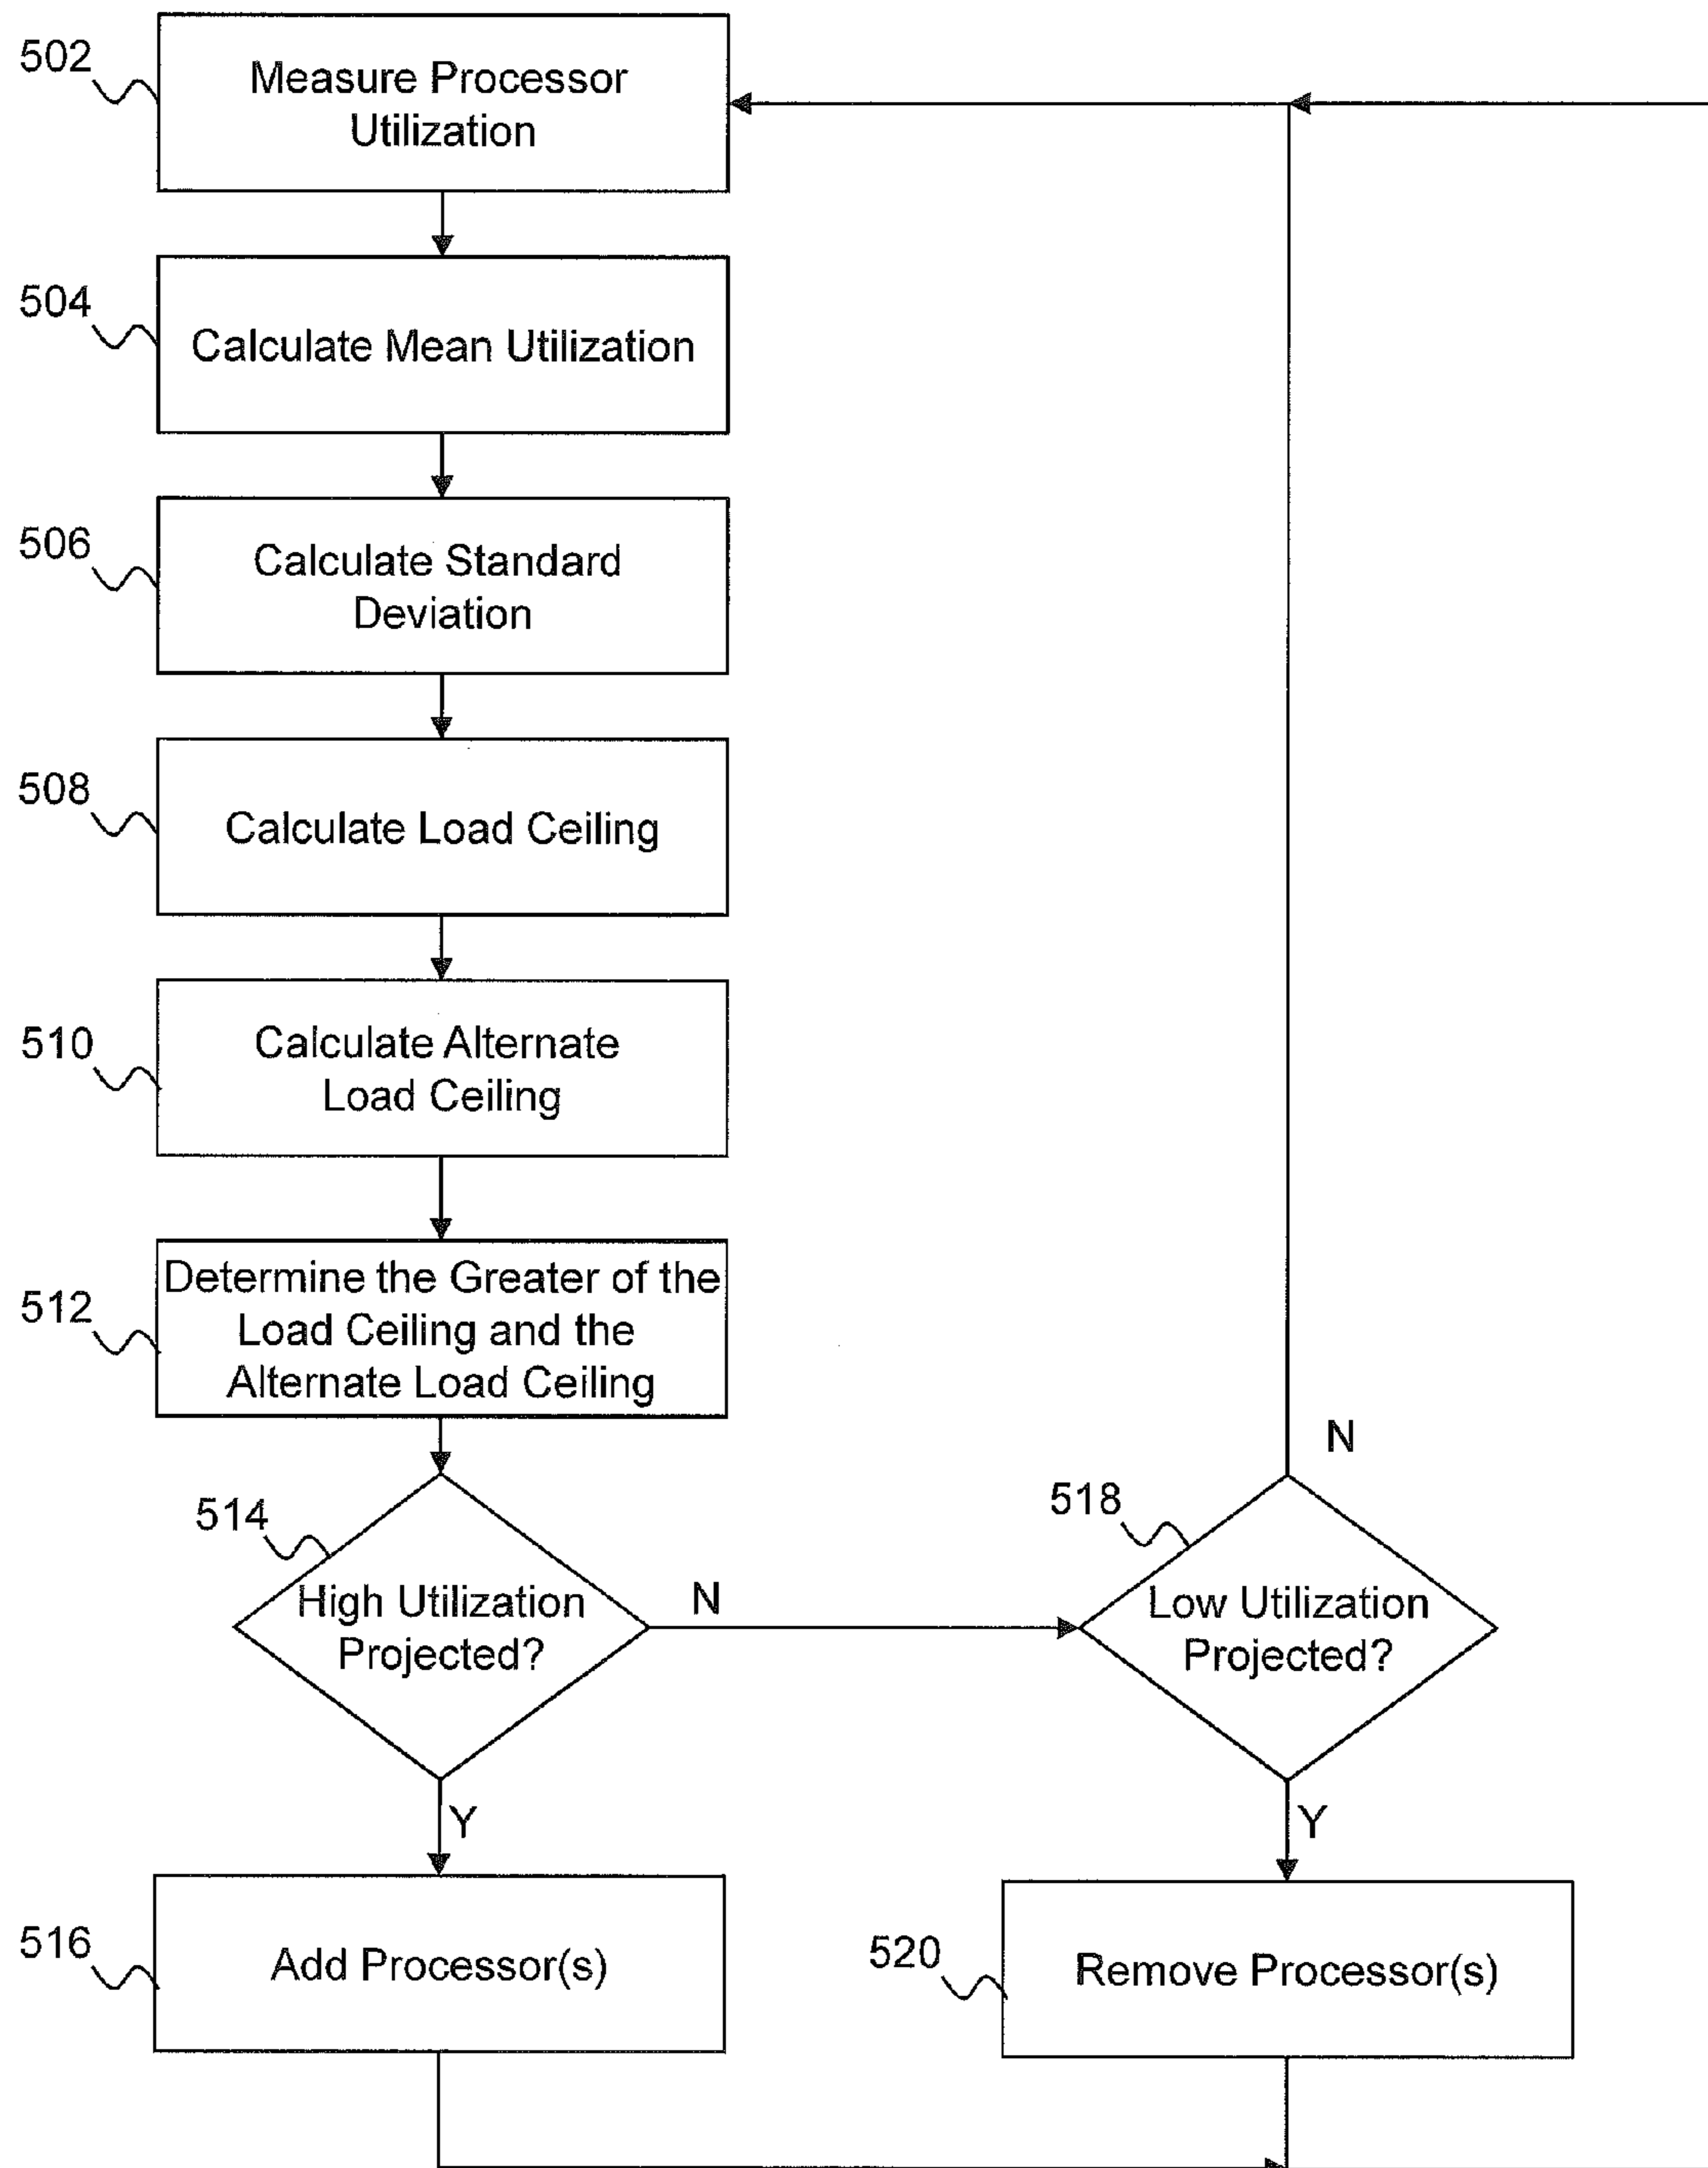 502
Measure Processor
Utilization
504
Calculate Mean Utilization
506
Calculate Standard
Deviation
508
Calculate Load Ceiling
510
Calculate Alternate
Load Ceiling
512
Determine the Greater of the
Load Ceiling and the
Alternate Load Ceiling
514
High Utilization
Projected?
N
Y
518
Low Utilization
Projected?
N
Y
516
Add Processor(s)
520
Remove Processor(s)